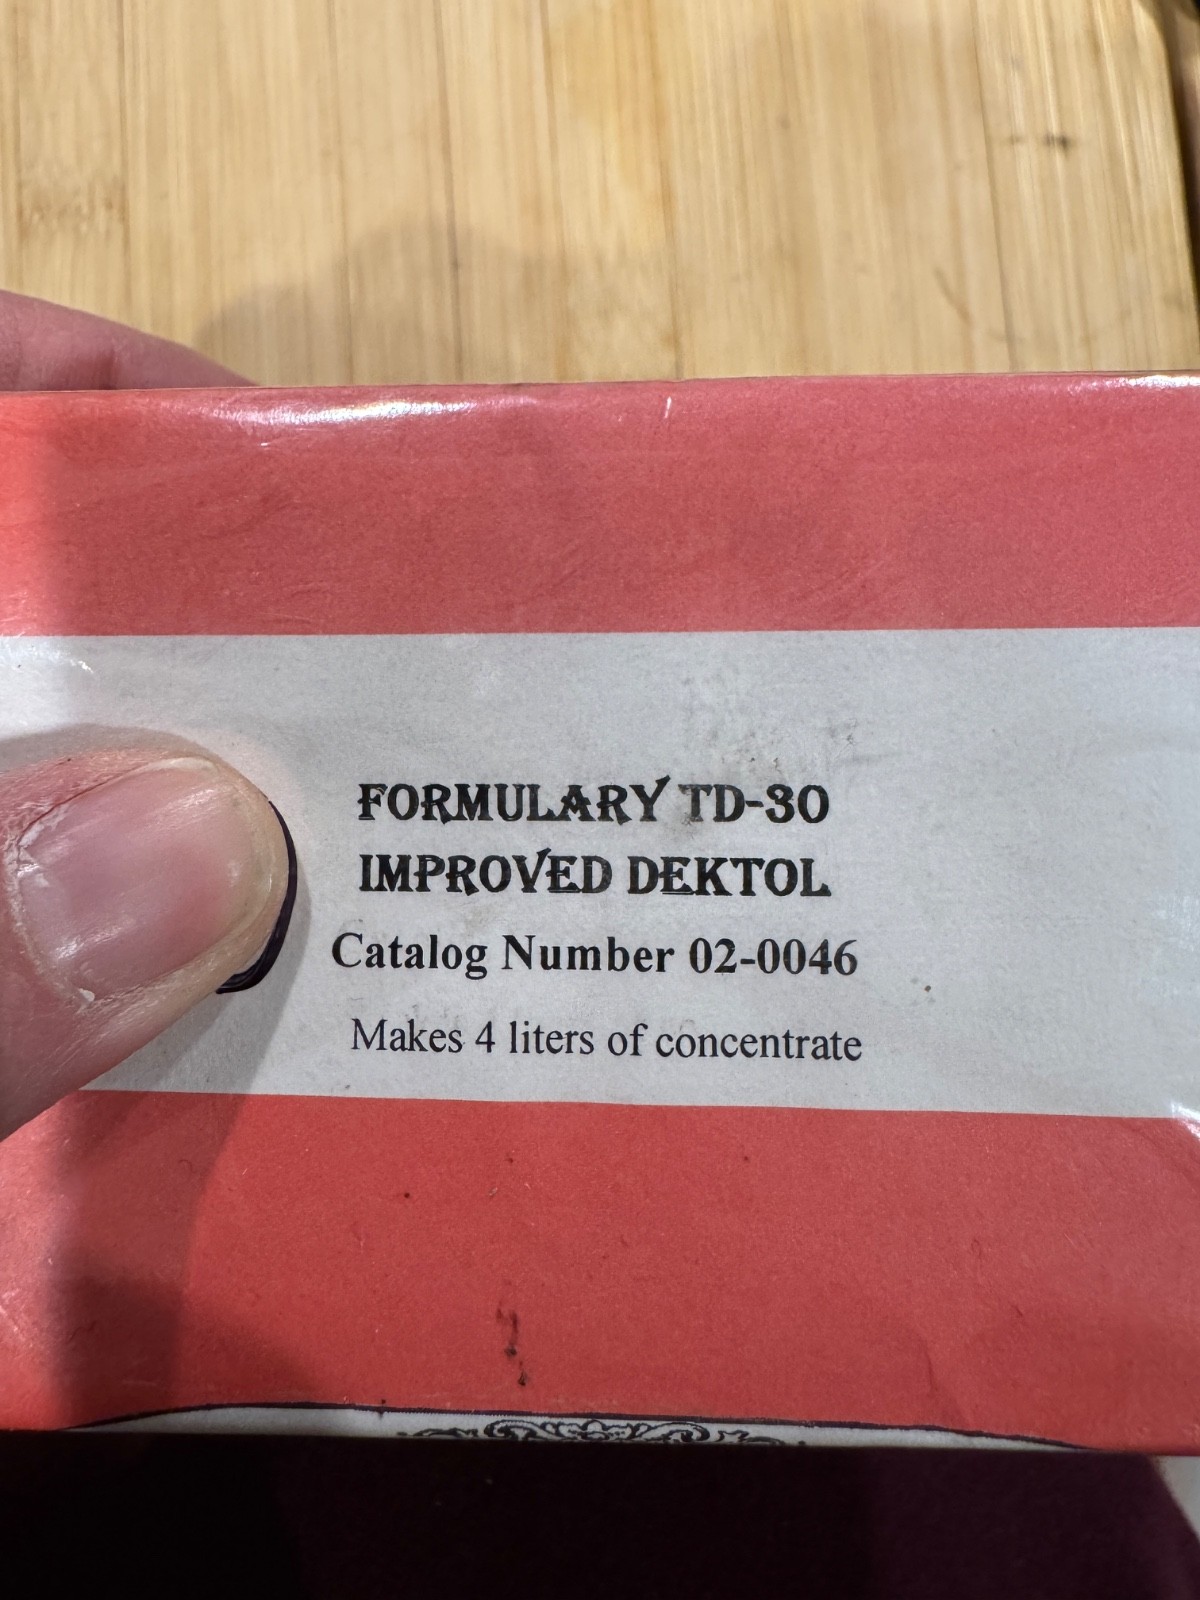 FORMULARY TD-30
IMPROVED DEKTOL
Catalog Number 02-0046
Makes 4 liters of concentrate